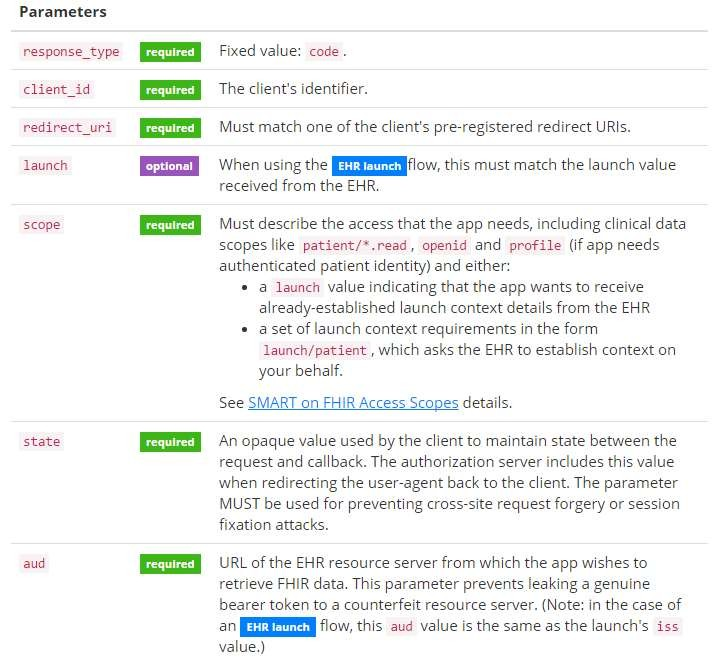 Parameters
response_type required Fixed value: code.
client_id required The client's identifier.
redirect_uri required Must match one of the client's pre-registered redirect URIs.
launch optional When using the EHR launch flow, this must match the launch value
received from the EHR.
scope required Must describe the access that the app needs, including clinical data
scopes like patient/*.read, openid and profile (if app needs
authenticated patient identity) and either:
• a launch value indicating that the app wants to receive
already-established launch context details from the EHR
• a set of launch context requirements in the form
launch/patient, which asks the EHR to establish context on
your behalf.
See SMART on FHIR Access Scopes details.
state required An opaque value used by the client to maintain state between the
request and callback. The authorization server includes this value
when redirecting the user-agent back to the client. The parameter
MUST be used for preventing cross-site request forgery or session
fixation attacks.
aud required URL of the EHR resource server from which the app wishes to
retrieve FHIR data. This parameter prevents leaking a genuine
bearer token to a counterfeit resource server. (Note: in the case of
an EHR launch flow, this aud value is the same as the launch's iss
value.)